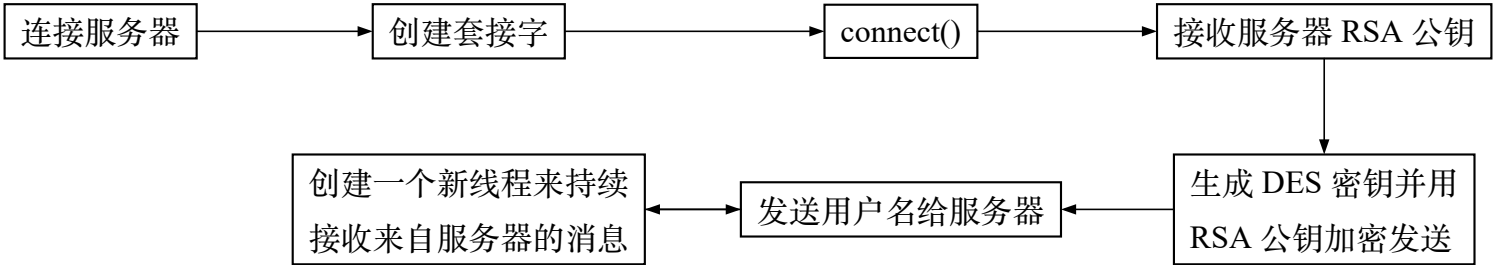 连接服务器
创建套接字
connect()
接收服务器 RSA 公钥
生成 DES 密钥并用
RSA 公钥加密发送
发送用户名给服务器
创建一个新线程来持续
接收来自服务器的消息